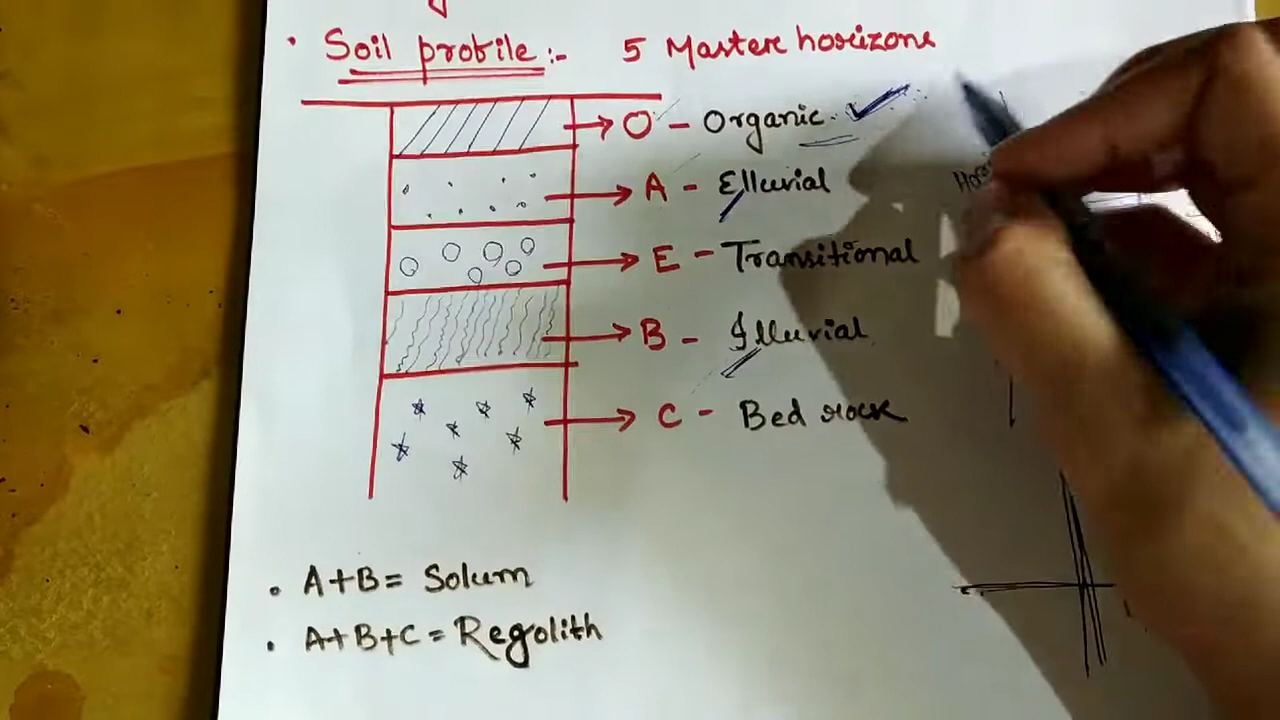 • Soil profile :- 5 Master horizons
→ O - Organic.
→ A - Elluvial
→ E - Transitional
→ B - Illuvial
→ C - Bed rock
• A+B = Solum
• A+B+C = Regolith